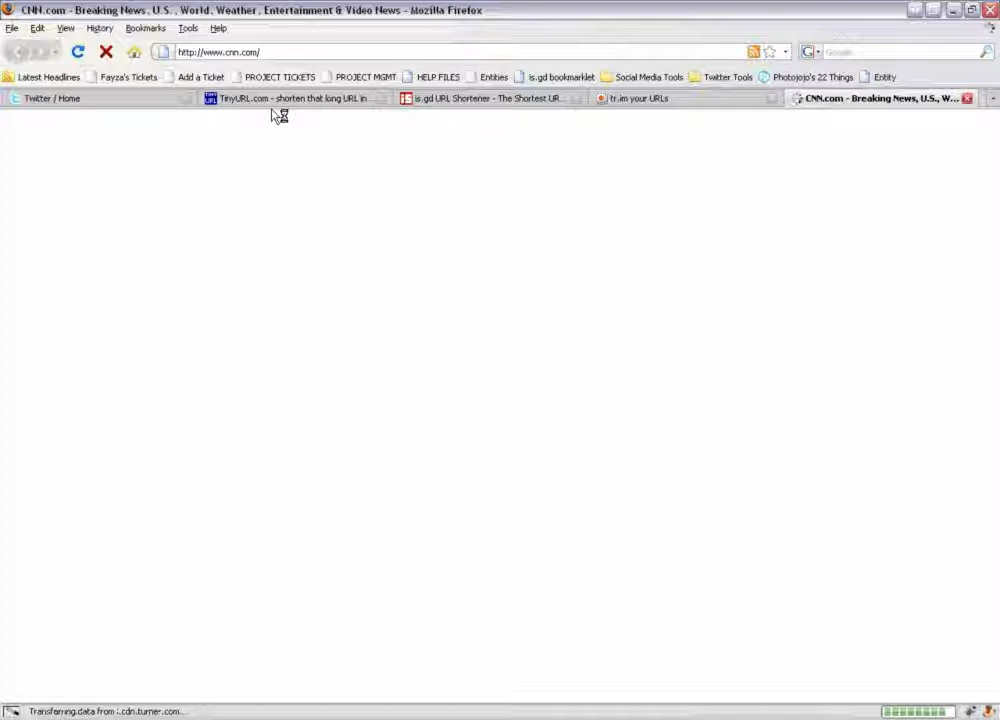 CNN.com - Breaking News, U.S., World, Weather, Entertainment & Video News - Mozilla Firefox
File Edit View History Bookmarks Tools Help
http://www.cnn.com/ G Google
Latest Headlines Fayza's Tickets Add a Ticket PROJECT TICKETS PROJECT MGMT HELP FILES Entities is.gd bookmarklet Social Media Tools Twitter Tools Photojojo's 22 Things Entity
Twitter / Home TinyURL.com - shorten that long URL in is.gd URL Shortener - The Shortest UR... tr.im your URLs CNN.com - Breaking News, U.S., W...
Transferring data from i.cdn.turner.com...